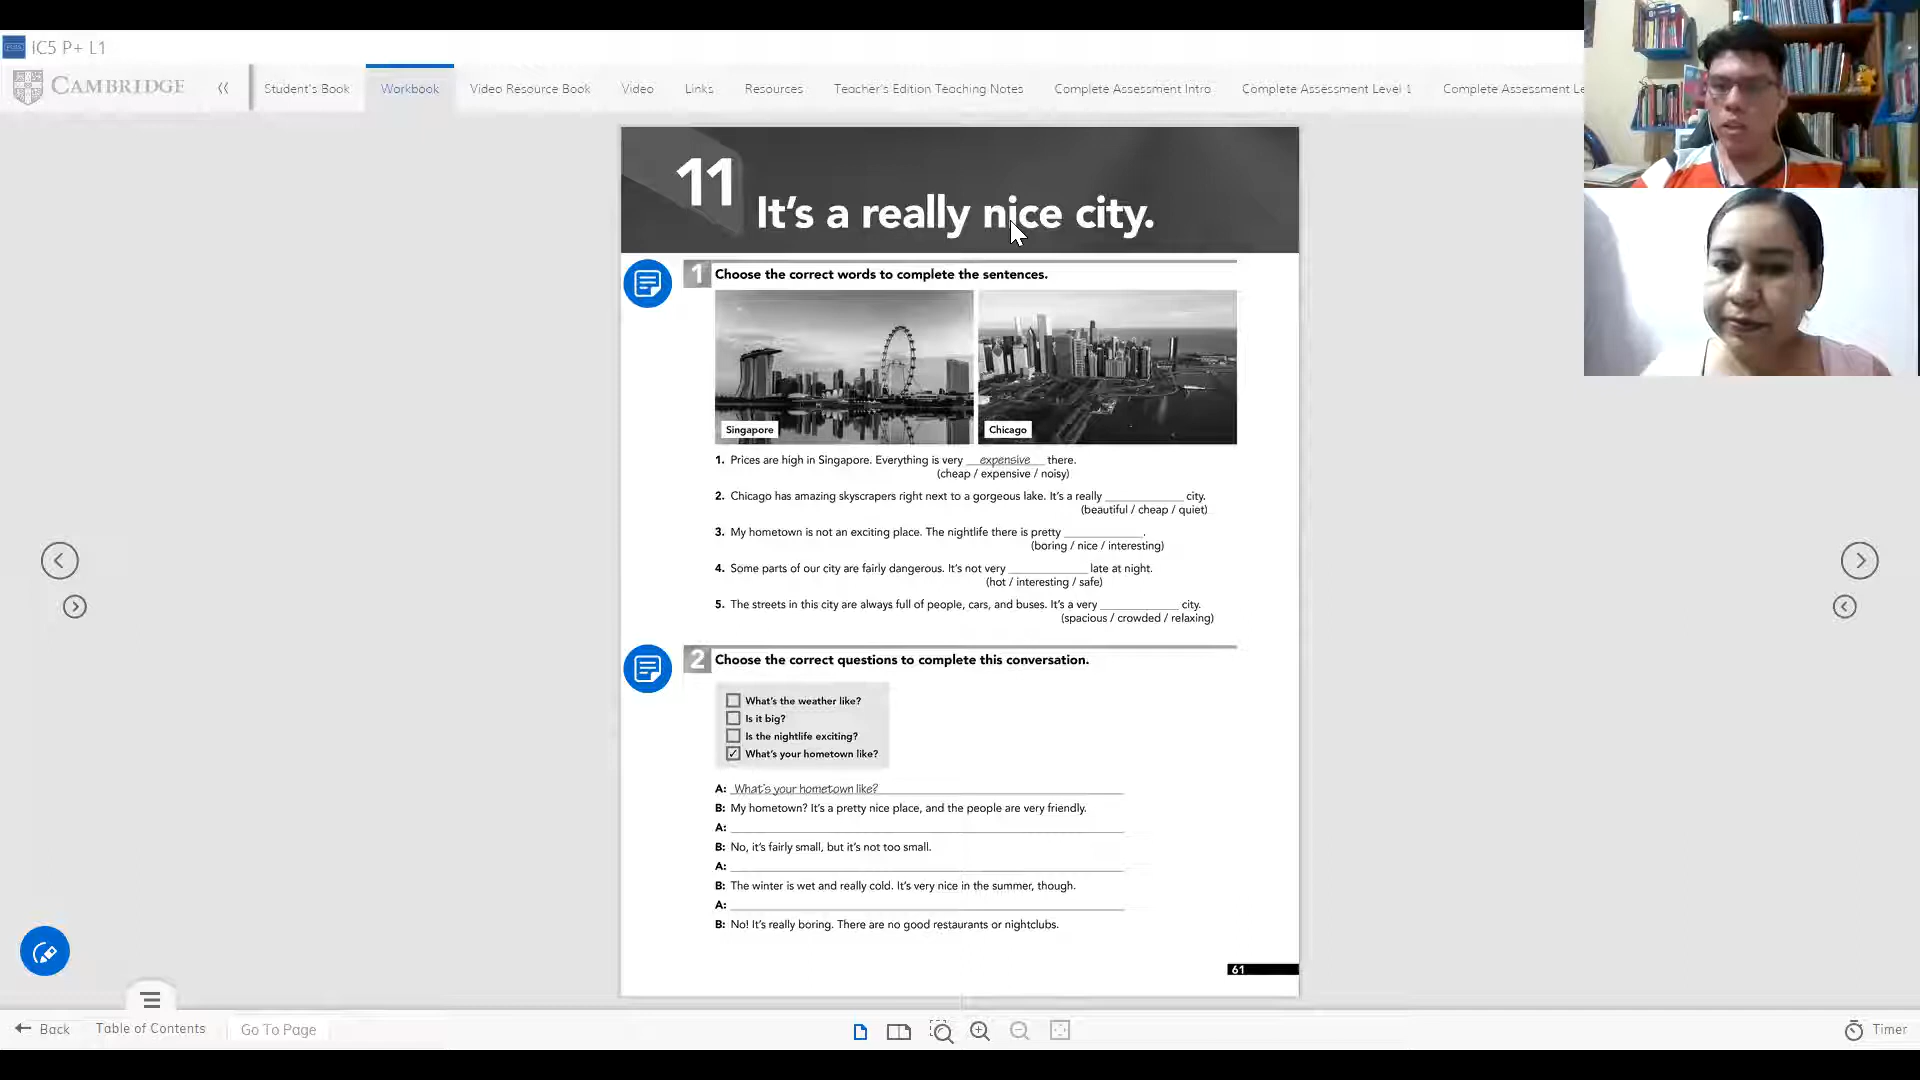 IC5 P+ L1
CAMBRIDGE
Student's Book
Workbook
Video Resource Book
Video
Links
Resources
Teacher's Edition Teaching Notes
Complete Assessment Intro
Complete Assessment Level 1
Complete Assessment Le
11
It's a really nice city.
1 Choose the correct words to complete the sentences.
Singapore
Chicago
1. Prices are high in Singapore. Everything is very expensive there.
(cheap / expensive / noisy)
2. Chicago has amazing skyscrapers right next to a gorgeous lake. It's a really ____________ city.
(beautiful / cheap / quiet)
3. My hometown is not an exciting place. The nightlife there is pretty ____________.
(boring / nice / interesting)
4. Some parts of our city are fairly dangerous. It's not very ____________ late at night.
(hot / interesting / safe)
5. The streets in this city are always full of people, cars, and buses. It's a very ____________ city.
(spacious / crowded / relaxing)
2 Choose the correct questions to complete this conversation.
What's the weather like?
Is it big?
Is the nightlife exciting?
✓ What's your hometown like?
A: What's your hometown like?
B: My hometown? It's a pretty nice place, and the people are very friendly.
A:
B: No, it's fairly small, but it's not too small.
A:
B: The winter is wet and really cold. It's very nice in the summer, though.
A:
B: No! It's really boring. There are no good restaurants or nightclubs.
61
Back
Table of Contents
Go To Page
Timer